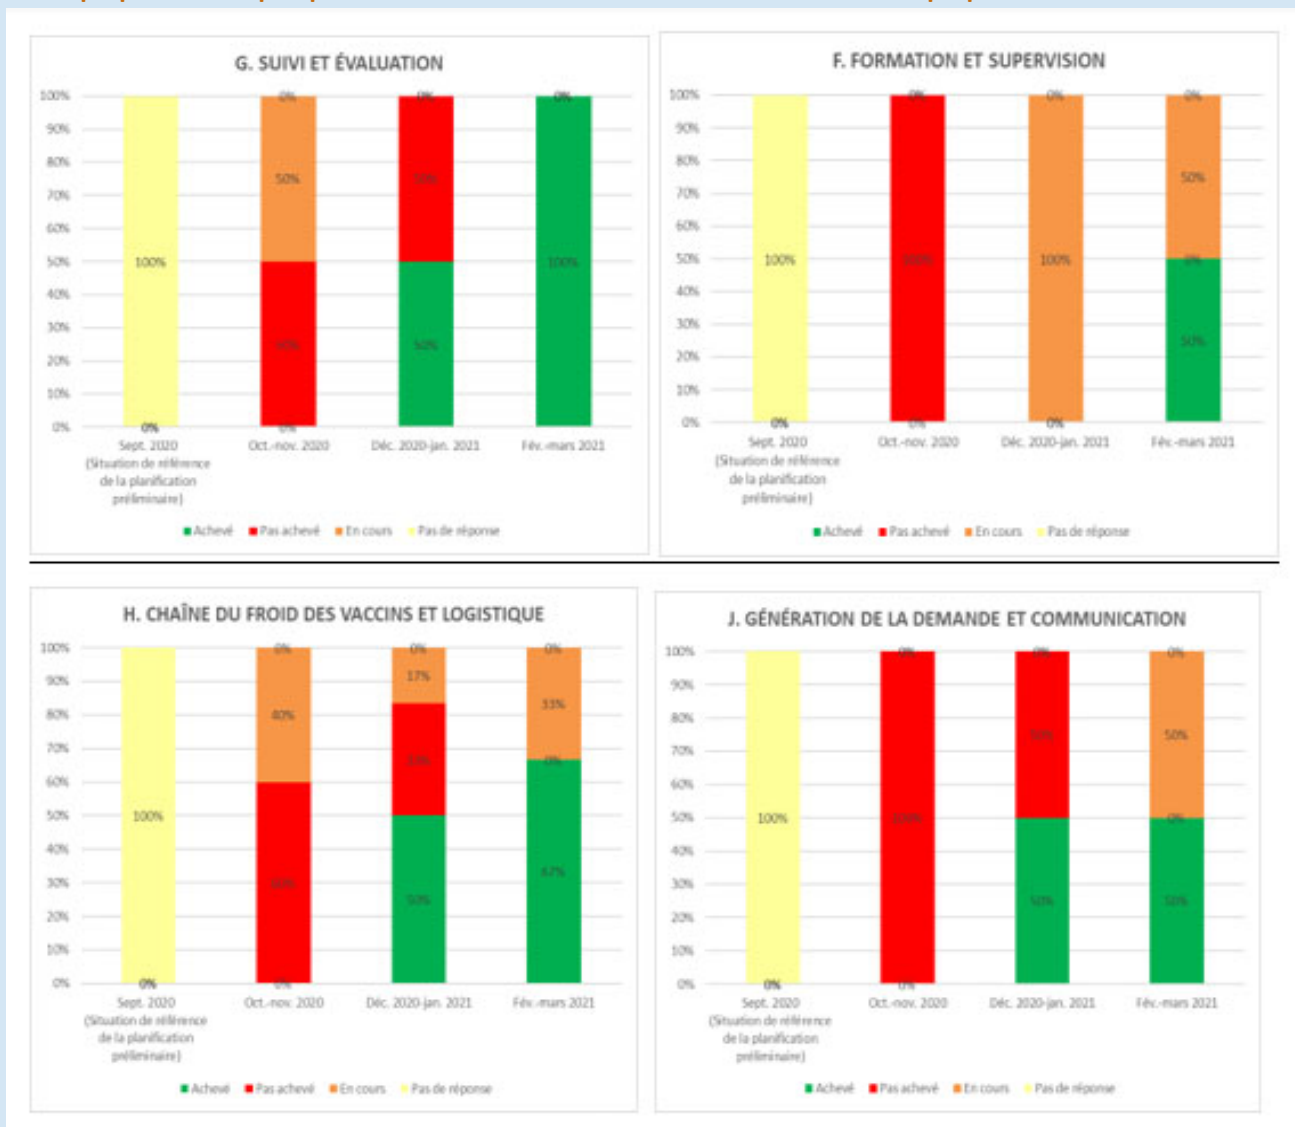 G. SUIVI ET ÉVALUATION
100%
90%
80%
70%
60%
50%
40%
30%
20%
10%
0%
100%
0%
0%
50%
0%
0%
50%
0%
100%
Sept. 2020
(Situation de référence
de la planification
préliminaire)
Oct.-nov. 2020
Déc. 2020-jan. 2021
Fév.-mars 2021
Achevé Pas achevé En cours Pas de réponse
F. FORMATION ET SUPERVISION
100%
90%
80%
70%
60%
50%
40%
30%
20%
10%
0%
100%
0%
0%
100%
0%
0%
100%
0%
0%
50%
0%
50%
Sept. 2020
(Situation de référence
de la planification
préliminaire)
Oct.-nov. 2020
Déc. 2020-jan. 2021
Fév.-mars 2021
Achevé Pas achevé En cours Pas de réponse
H. CHAÎNE DU FROID DES VACCINS ET LOGISTIQUE
100%
90%
80%
70%
60%
50%
40%
30%
20%
10%
0%
100%
0%
0%
40%
60%
0%
0%
17%
33%
50%
0%
33%
0%
67%
Sept. 2020
(Situation de référence
de la planification
préliminaire)
Oct.-nov. 2020
Déc. 2020-jan. 2021
Fév.-mars 2021
Achevé Pas achevé En cours Pas de réponse
J. GÉNÉRATION DE LA DEMANDE ET COMMUNICATION
100%
90%
80%
70%
60%
50%
40%
30%
20%
10%
0%
100%
0%
0%
100%
0%
0%
50%
50%
0%
50%
0%
50%
Sept. 2020
(Situation de référence
de la planification
préliminaire)
Oct.-nov. 2020
Déc. 2020-jan. 2021
Fév.-mars 2021
Achevé Pas achevé En cours Pas de réponse